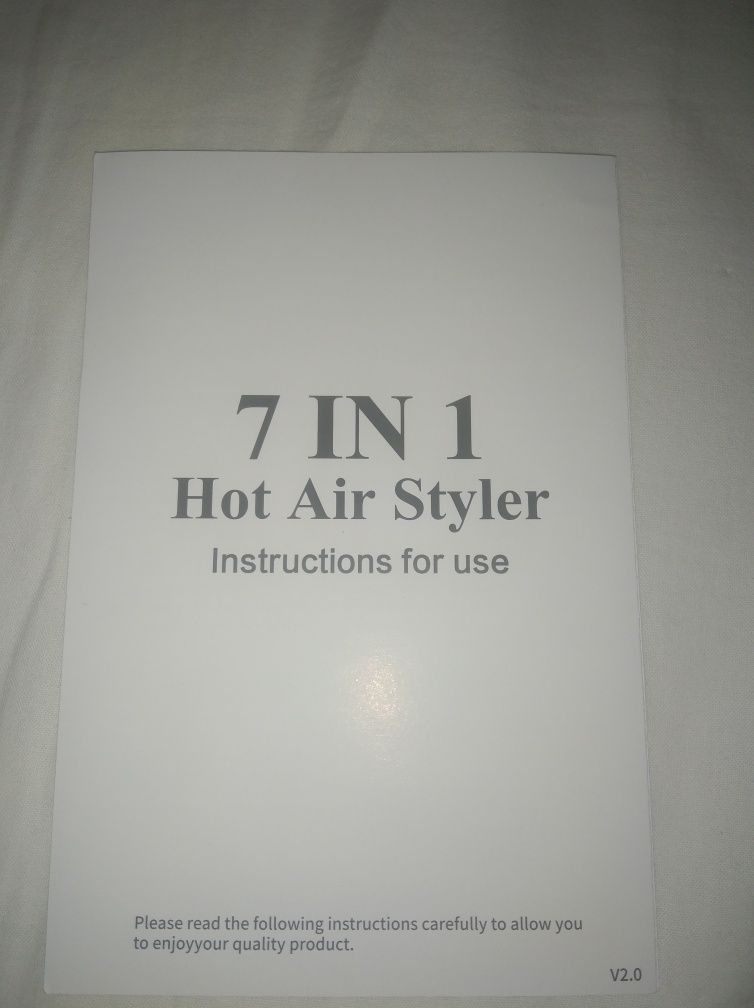 7 IN 1
Hot Air Styler
Instructions for use
Please read the following instructions carefully to allow you
to enjoyyour quality product.
V2.0